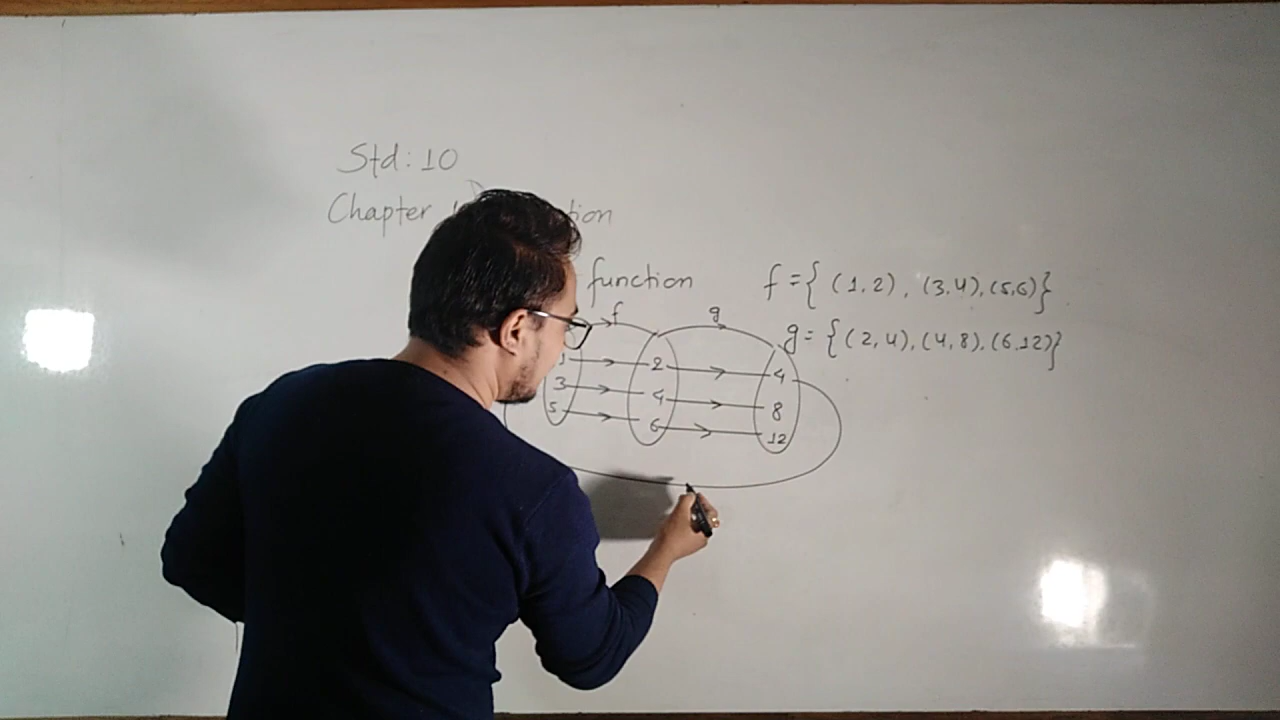 Std: 10
Chapter
function
f = { (1,2), (3,4), (5,6)}
g = { (2,4), (4,8), (6,12)}
f g
1 2 4
3 4 8
5 6 12